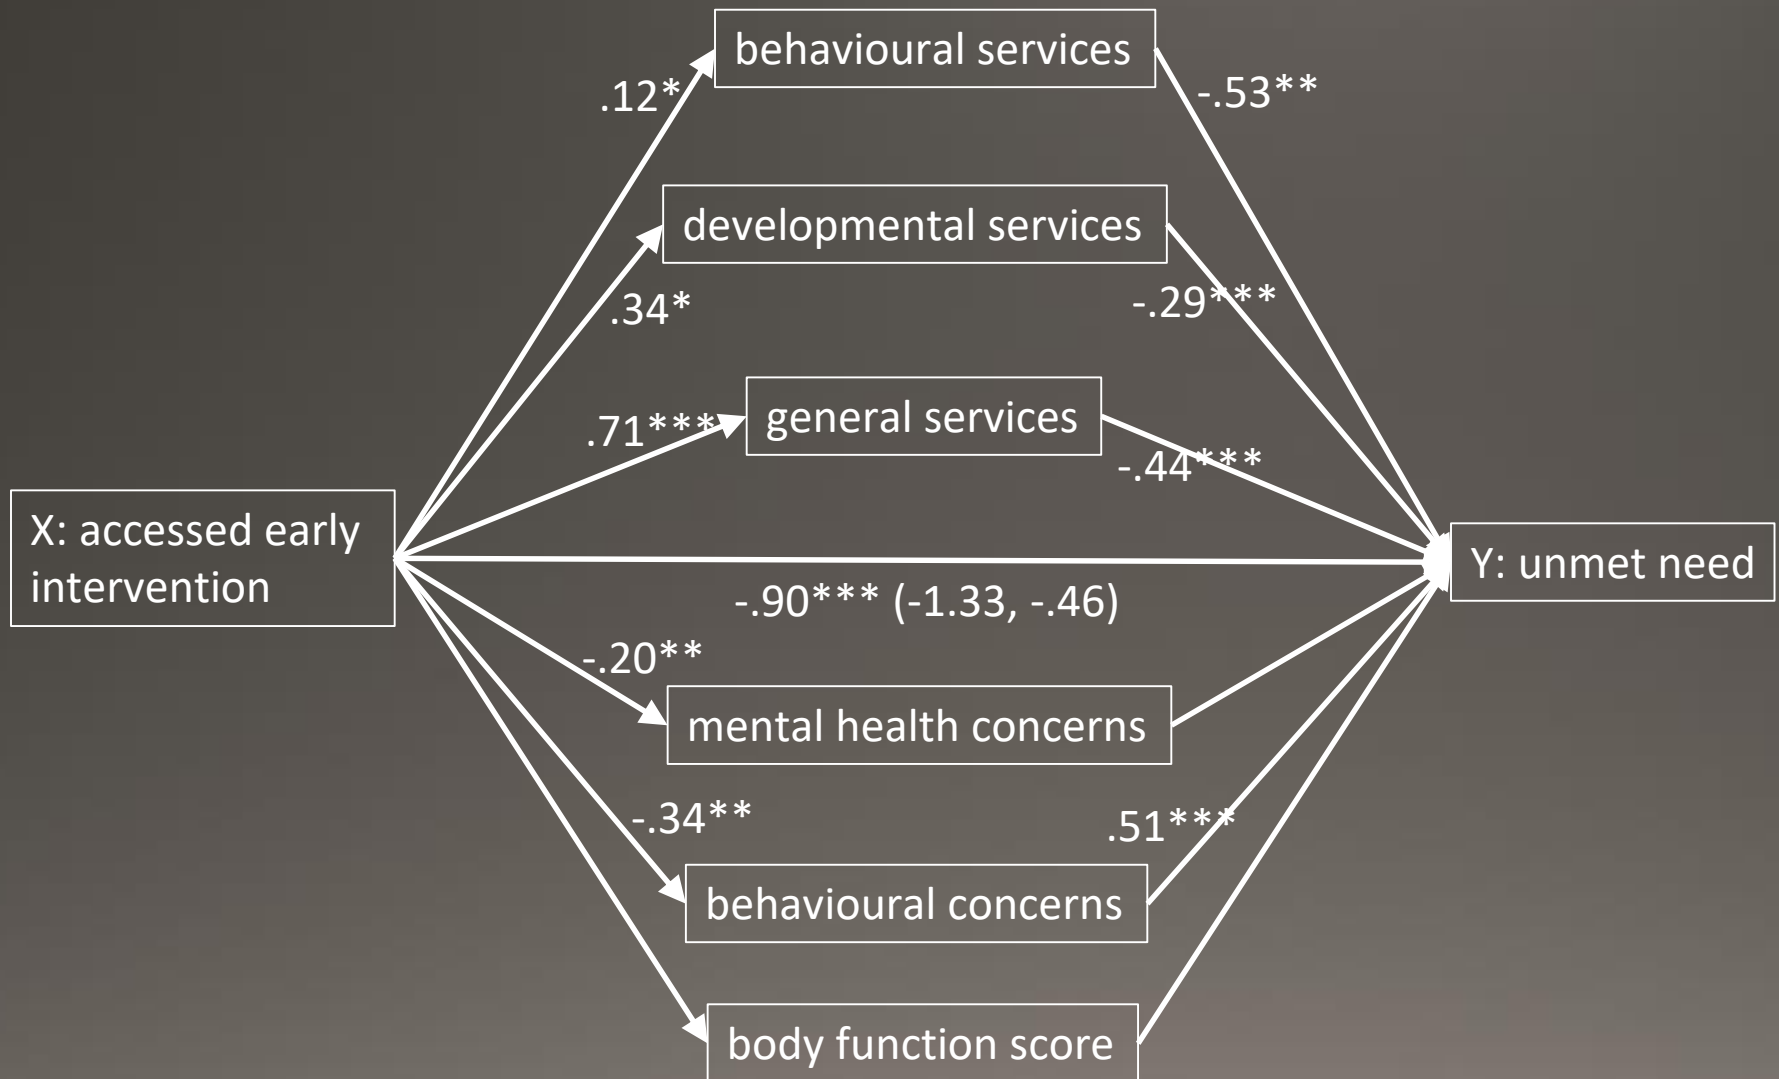 behavioural services
.12*
-.53**
developmental services
.34*
-.29***
general services
.71***
-.44***
X: accessed early
intervention
Y: unmet need
-.90*** (-1.33, -.46)
-.20**
mental health concerns
-.34**
.51***
behavioural concerns
body function score